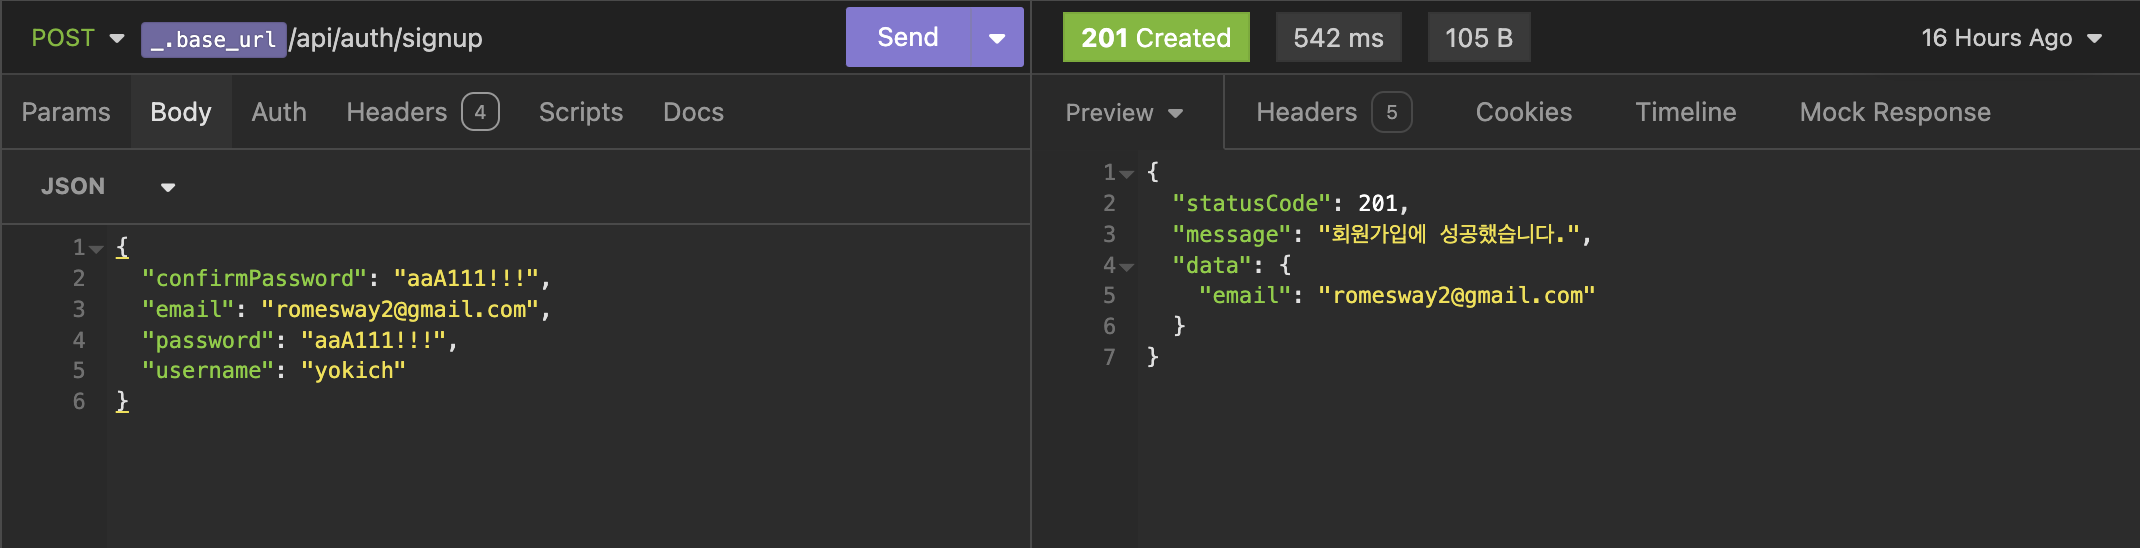 POST _.base_url/api/auth/signup Send
Params Body Auth Headers 4 Scripts Docs
JSON
1 {
2 "confirmPassword": "aaA111!!!",
3 "email": "romesway2@gmail.com",
4 "password": "aaA111!!!",
5 "username": "yokich"
6 }
201 Created 542 ms 105 B 16 Hours Ago
Preview Headers 5 Cookies Timeline Mock Response
1 {
2 "statusCode": 201,
3 "message": "회원가입에 성공했습니다.",
4 "data": {
5 "email": "romesway2@gmail.com"
6 }
7 }